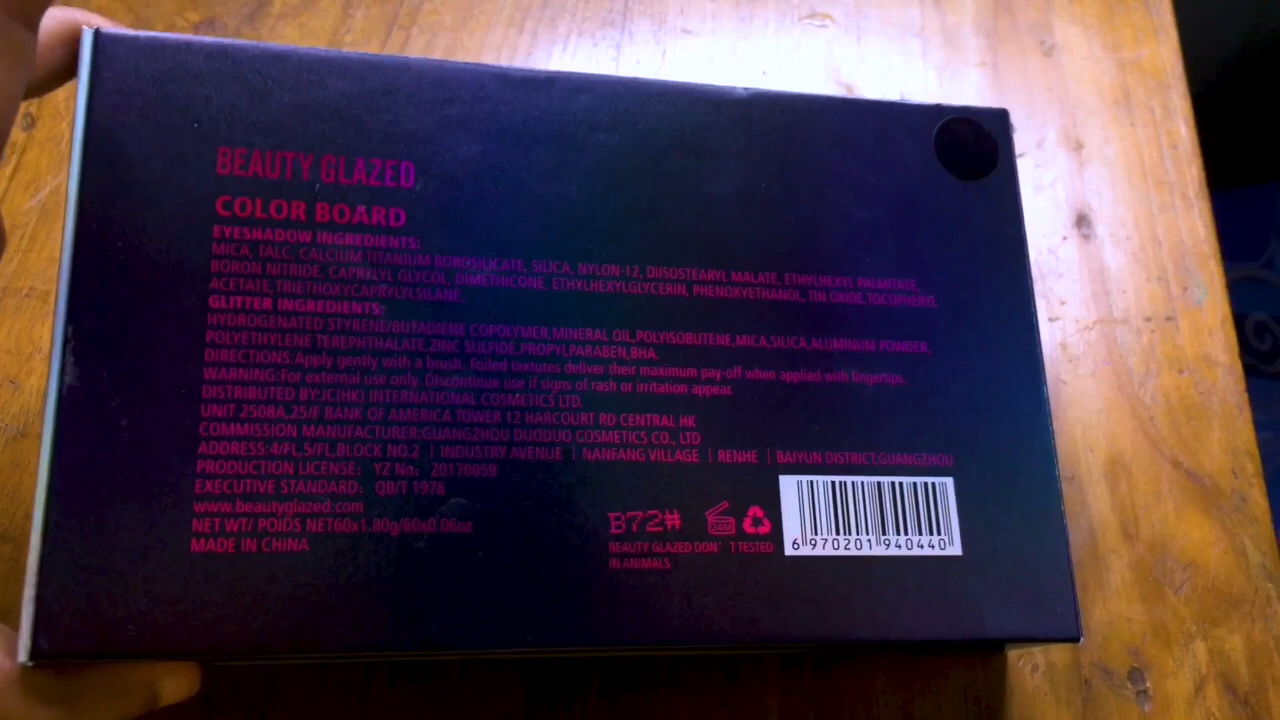 BEAUTY GLAZED
COLOR BOARD
EYESHADOW INGREDIENTS:
MICA, TALC, CALCIUM TITANIUM BOROSILICATE, SILICA, NYLON-12, DIISOSTEARYL MALATE, ETHYLHEXYL PALMITATE,
BORON NITRIDE, CAPRYLYL GLYCOL, DIMETHICONE, ETHYLHEXYLGLYCERIN, PHENOXYETHANOL, TIN OXIDE,TOCOPHERYL
ACETATE,TRIETHOXYCAPRYLYLSILANE.
GLITTER INGREDIENTS:
HYDROGENATED STYRENE/BUTADIENE COPOLYMER,MINERAL OIL,POLYISOBUTENE,MICA,SILICA,ALUMINUM POWDER,
POLYETHYLENE TEREPHTHALATE,ZINC SULFIDE,PROPYLPARABEN,BHA.
DIRECTIONS:Apply gently with a brush. Foiled textures deliver their maximum pay-off when applied with fingertips.
WARNING:For external use only. Discontinue use if signs of rash or irritation appear.
DISTRIBUTED BY:JC(HK) INTERNATIONAL COSMETICS LTD.
UNIT 2508A,25/F BANK OF AMERICA TOWER 12 HARCOURT RD CENTRAL HK
COMMISSION MANUFACTURER:GUANGZHOU DUODUO COSMETICS CO., LTD
ADDRESS:4/FL,5/FL,BLOCK NO.2 | INDUSTRY AVENUE | NANFANG VILLAGE | RENHE | BAIYUN DISTRICT,GUANGZHOU
PRODUCTION LICENSE: YZ No: 20170059
EXECUTIVE STANDARD: QB/T 1976
www.beautyglazed.com
NET WT/ POIDS NET60x1.80g/60x0.06oz
MADE IN CHINA
B72#
24M
BEAUTY GLAZED DON'T TESTED
IN ANIMALS
6 970201 940440